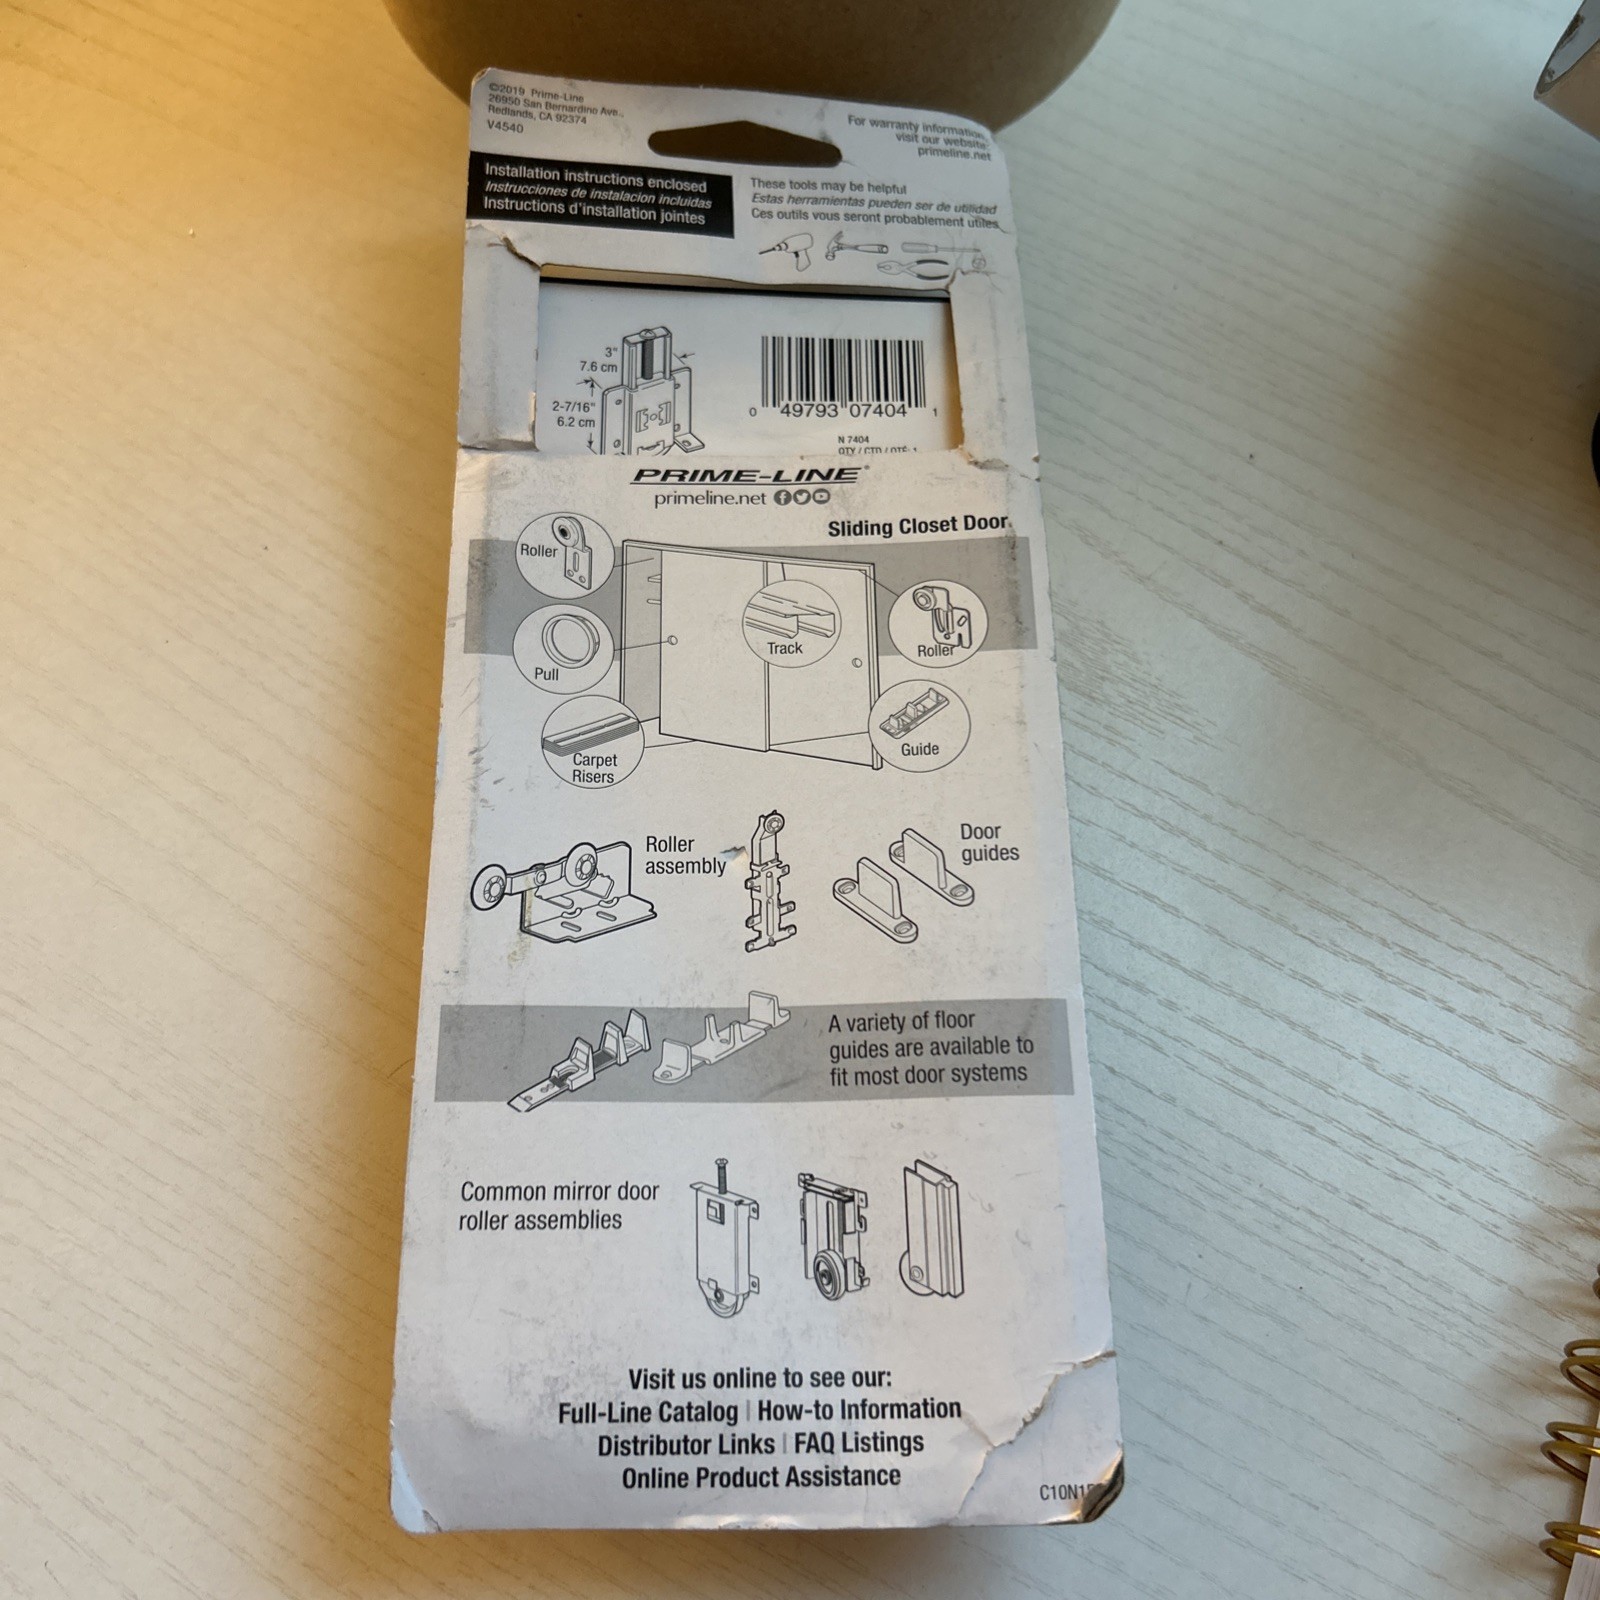 ©2019 Prime-Line
26950 San Bernardino Ave.,
Redlands, CA 92374
V4540
For warranty information,
visit our website:
primeline.net
Installation instructions enclosed
Instrucciones de instalacion incluidas
Instructions d'installation jointes
These tools may be helpful
Estas herramientas pueden ser de utilidad
Ces outils vous seront probablement utiles
3"
7.6 cm
2-7/16"
6.2 cm
0 49793 07404 1
N 7404
QTY / CTD / QTÉ: 1
PRIME-LINE®
primeline.net
Sliding Closet Door
Roller
Pull
Track
Roller
Carpet
Risers
Guide
Roller
assembly
Door
guides
A variety of floor
guides are available to
fit most door systems
Common mirror door
roller assemblies
Visit us online to see our:
Full-Line Catalog | How-to Information
Distributor Links | FAQ Listings
Online Product Assistance